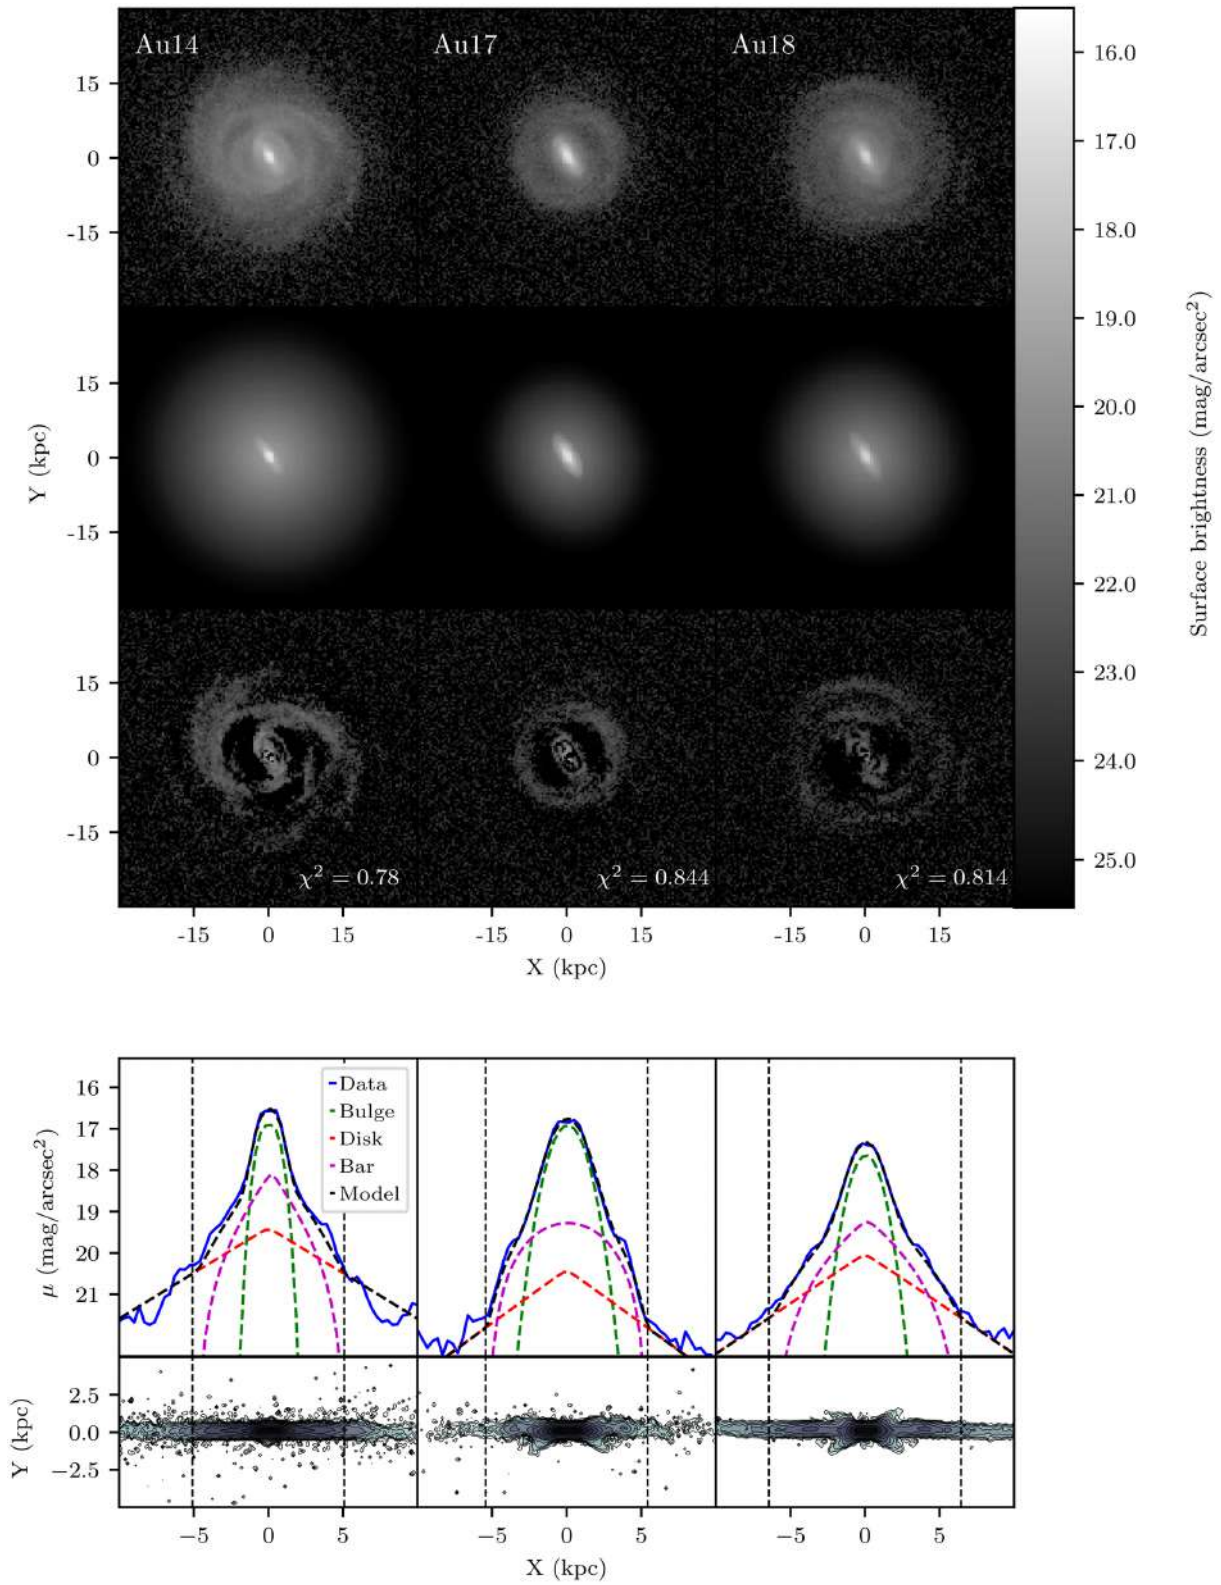 Au14 Au17 Au18
15
0
-15
15
0
-15
15
0
-15
Y (kpc)
χ² = 0.78 χ² = 0.844 χ² = 0.814
-15 0 15 -15 0 15 -15 0 15
X (kpc)
16.0
17.0
18.0
19.0
20.0
21.0
22.0
23.0
24.0
25.0
Surface brightness (mag/arcsec²)
16
17
18
19
20
21
μ (mag/arcsec²)
Data
Bulge
Disk
Bar
Model
2.5
0.0
−2.5
Y (kpc)
−5 0 5 −5 0 5 −5 0 5
X (kpc)